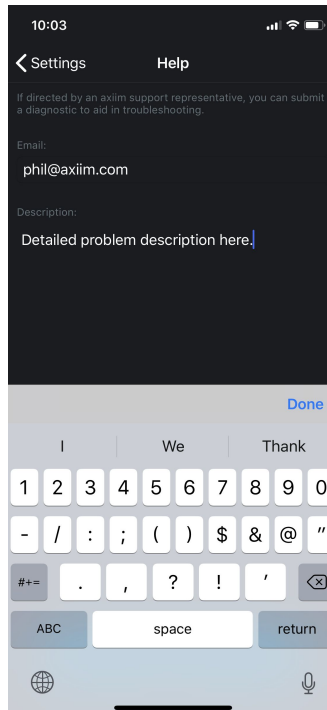 10:03
Settings
Help
If directed by an axiim support representative, you can submit
a diagnostic to aid in troubleshooting.
Email:
phil@axiim.com
Description:
Detailed problem description here.
Done
I We Thank
1 2 3 4 5 6 7 8 9 0
- / : ; ( ) $ & @ "
#+= . , ? ! '
ABC space return